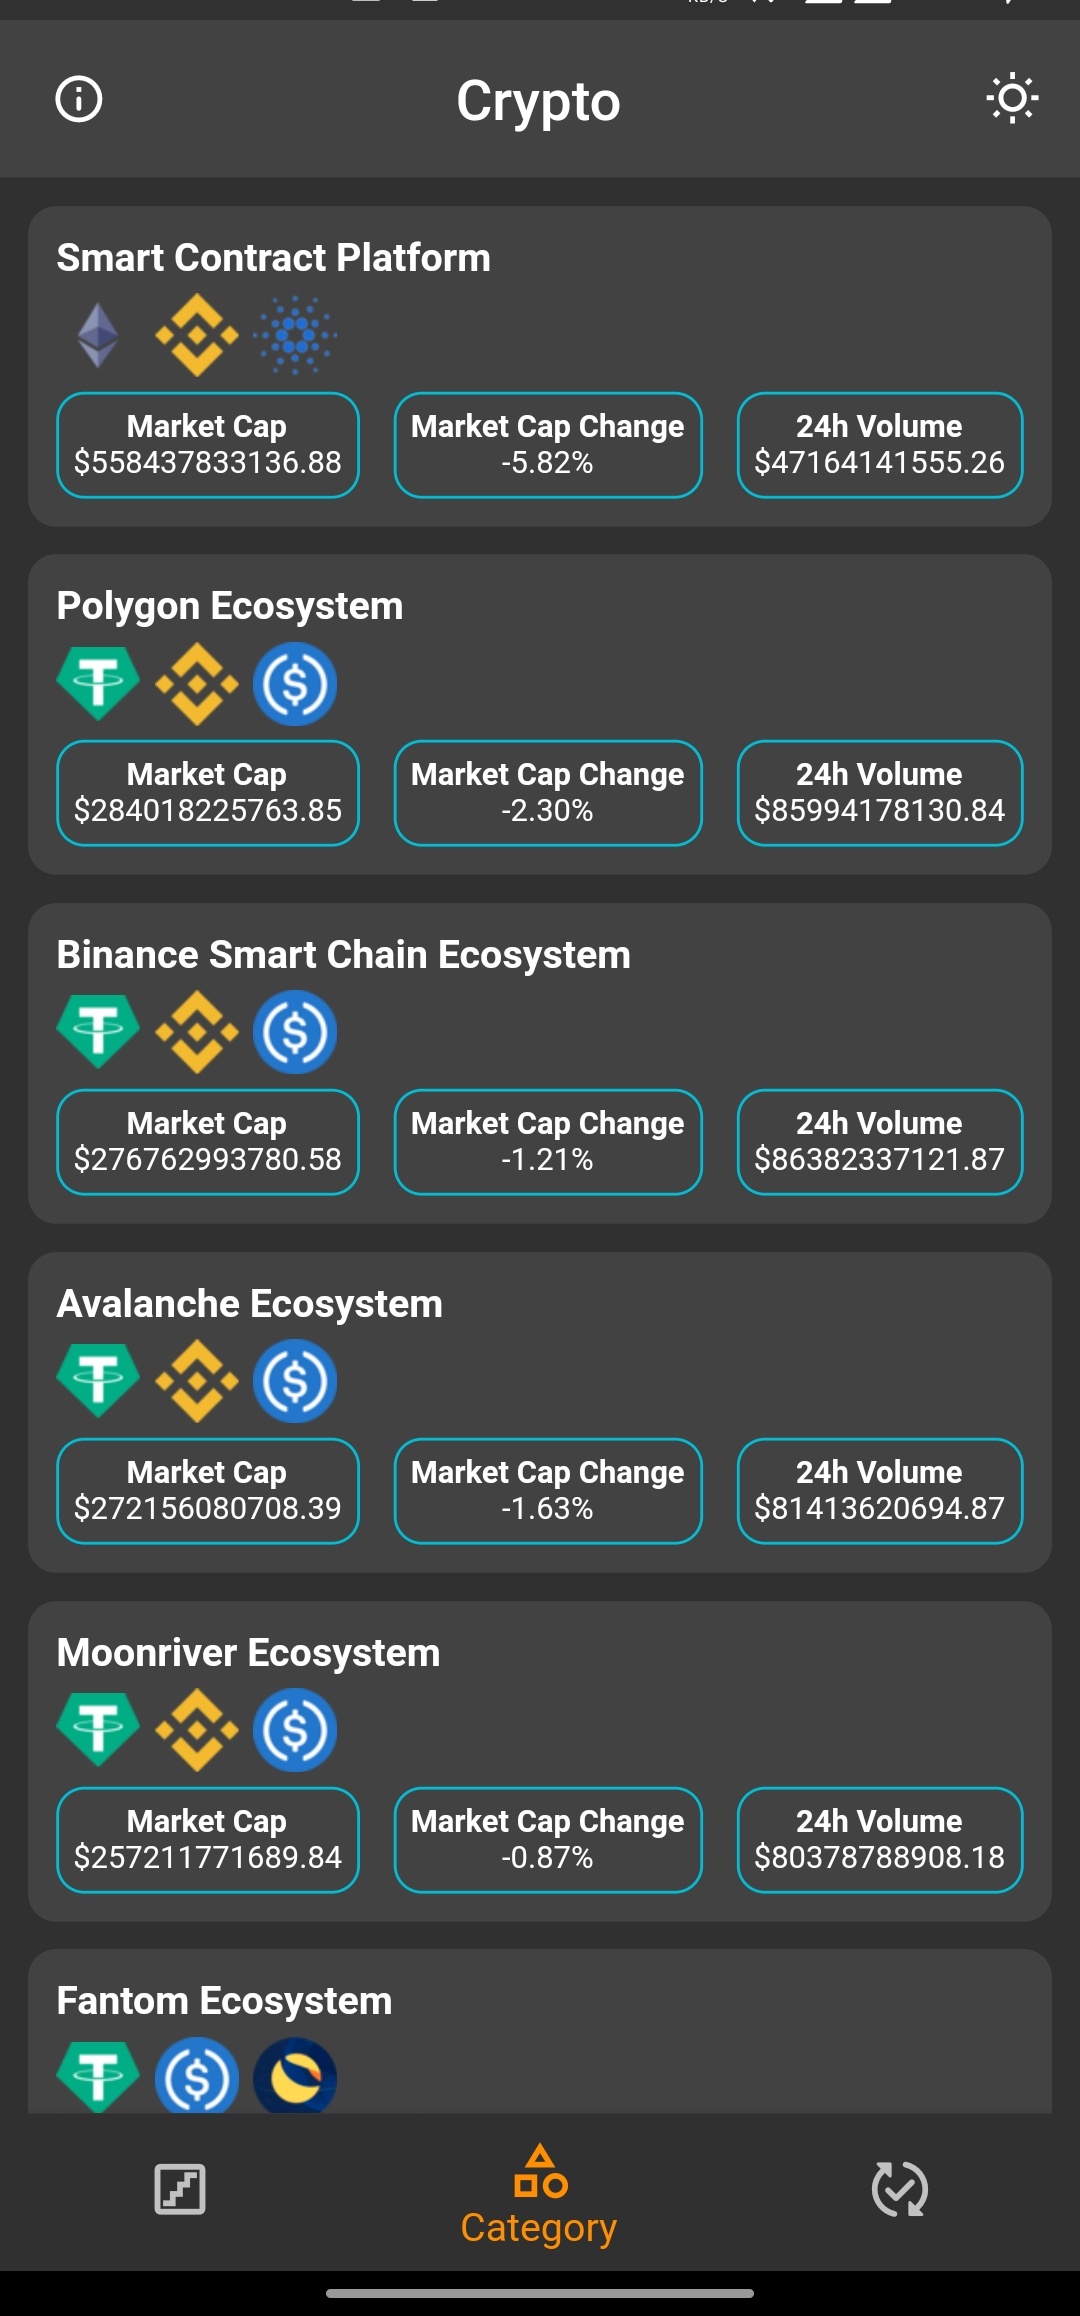 Crypto
Smart Contract Platform
Market Cap
$558437833136.88
Market Cap Change
-5.82%
24h Volume
$47164141555.26
Polygon Ecosystem
Market Cap
$284018225763.85
Market Cap Change
-2.30%
24h Volume
$85994178130.84
Binance Smart Chain Ecosystem
Market Cap
$276762993780.58
Market Cap Change
-1.21%
24h Volume
$86382337121.87
Avalanche Ecosystem
Market Cap
$272156080708.39
Market Cap Change
-1.63%
24h Volume
$81413620694.87
Moonriver Ecosystem
Market Cap
$257211771689.84
Market Cap Change
-0.87%
24h Volume
$80378788908.18
Fantom Ecosystem
Category